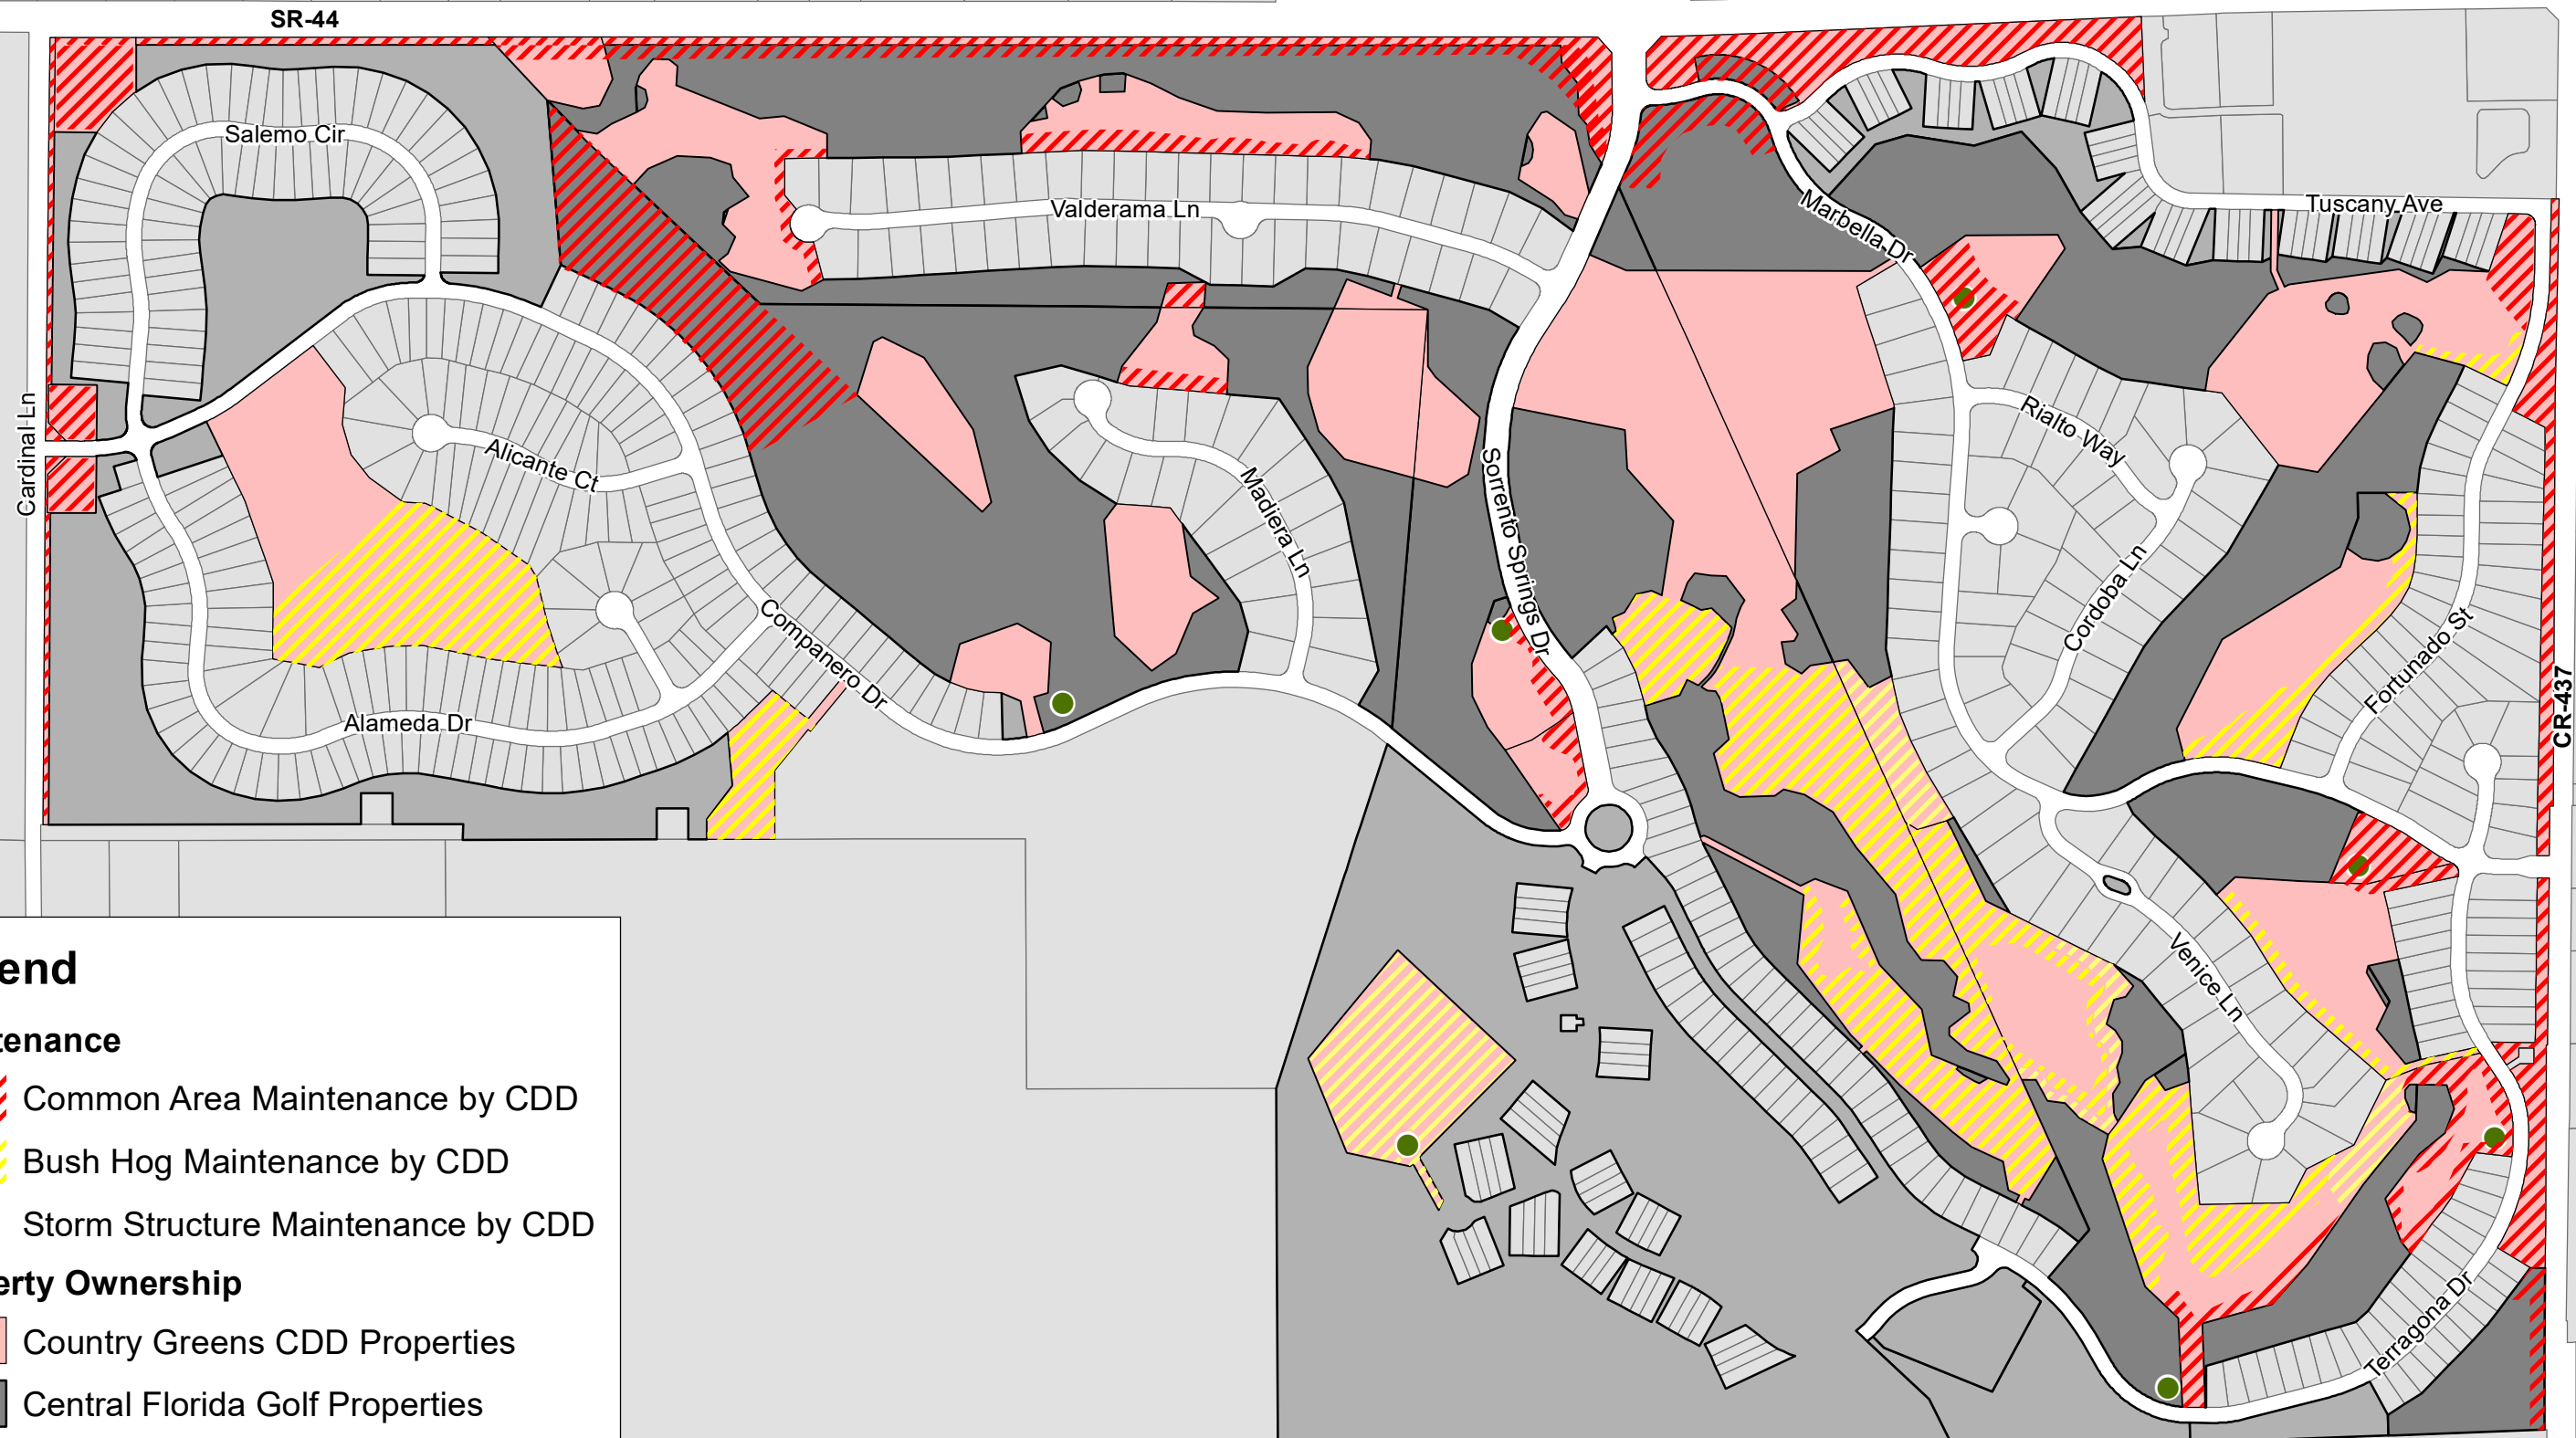 SR-44
Salemo Cir
Valderama Ln
Tuscany Ave
Marbella Dr
Cardinal Ln
Alicante Ct
Rialto Way
Madiera Ln
Sorrento Springs Dr
Cordoba Ln
Companero Dr
Fortunado St
CR-437
Alameda Dr
Venice Ln
Terragona Dr
end
tenance
Common Area Maintenance by CDD
Bush Hog Maintenance by CDD
Storm Structure Maintenance by CDD
erty Ownership
Country Greens CDD Properties
Central Florida Golf Properties